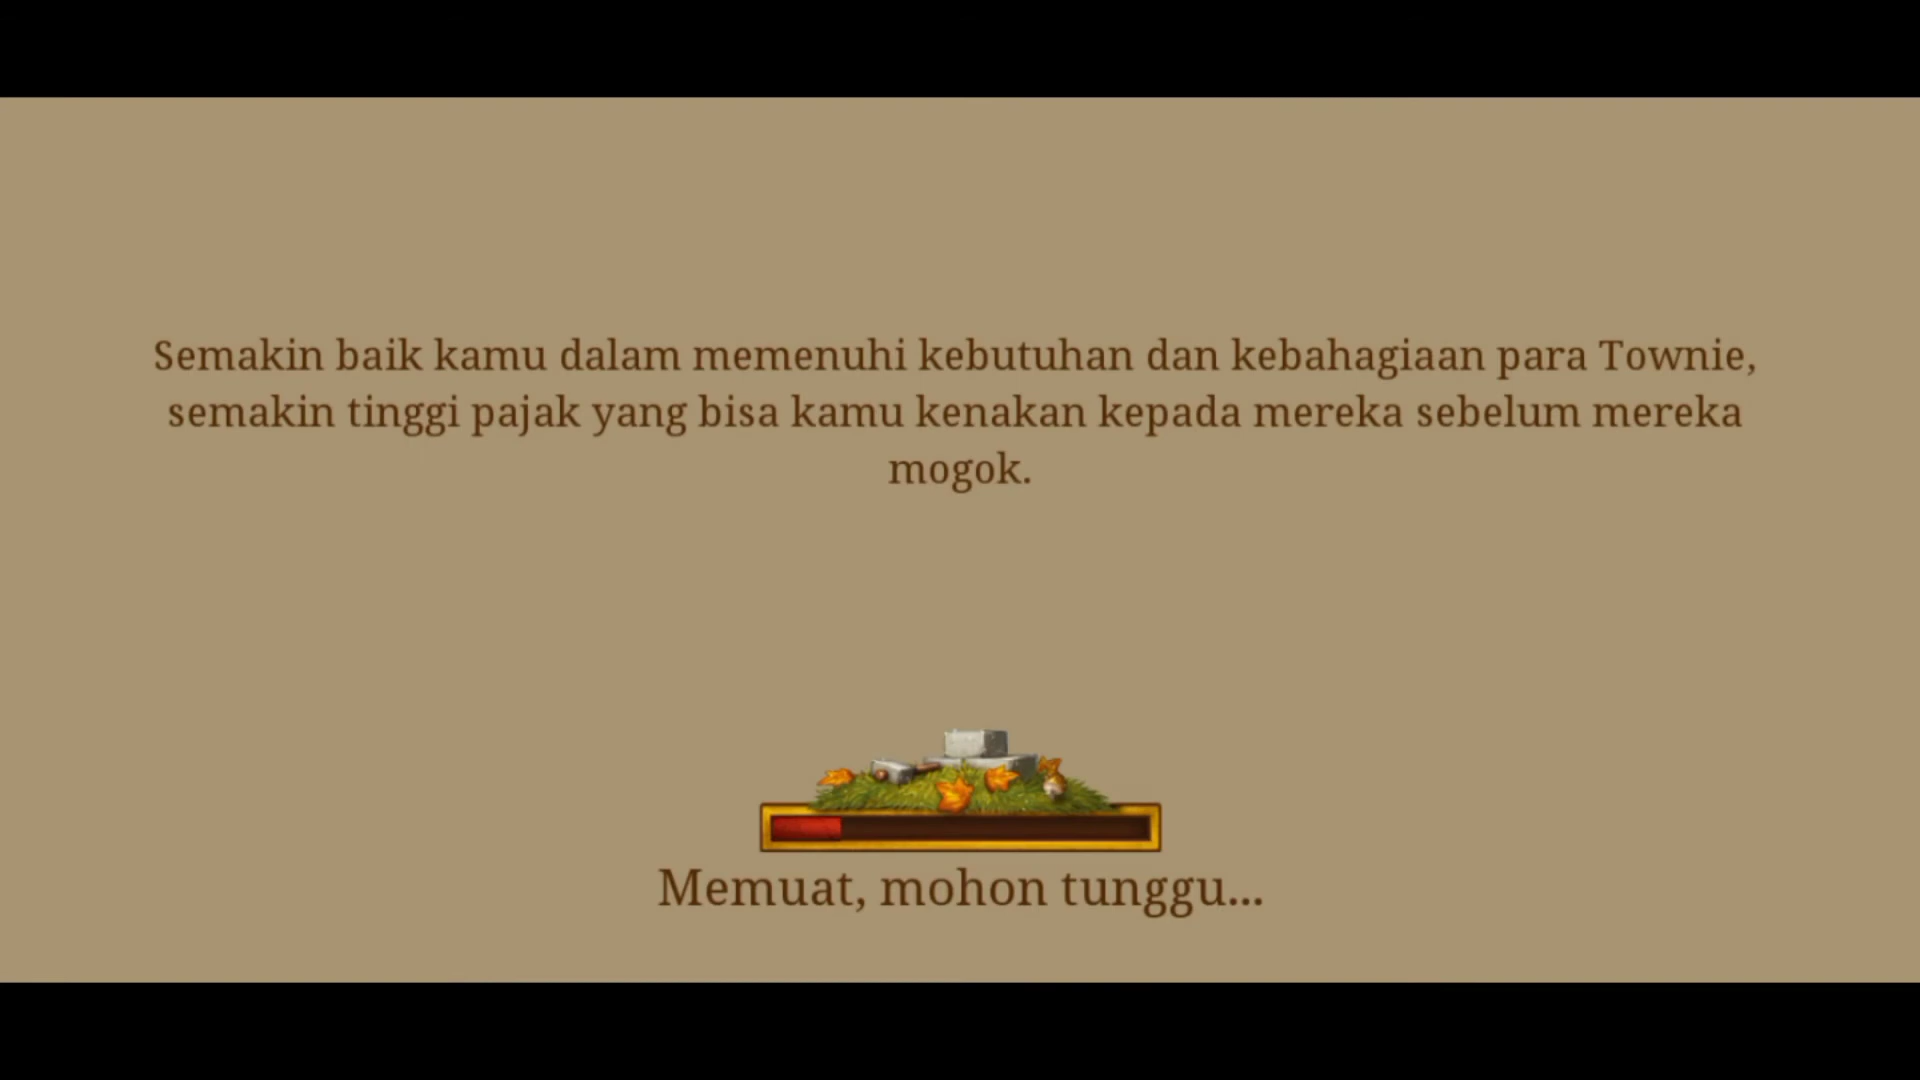 Semakin baik kamu dalam memenuhi kebutuhan dan kebahagiaan para Townie,
semakin tinggi pajak yang bisa kamu kenakan kepada mereka sebelum mereka
mogok.
Memuat, mohon tunggu...